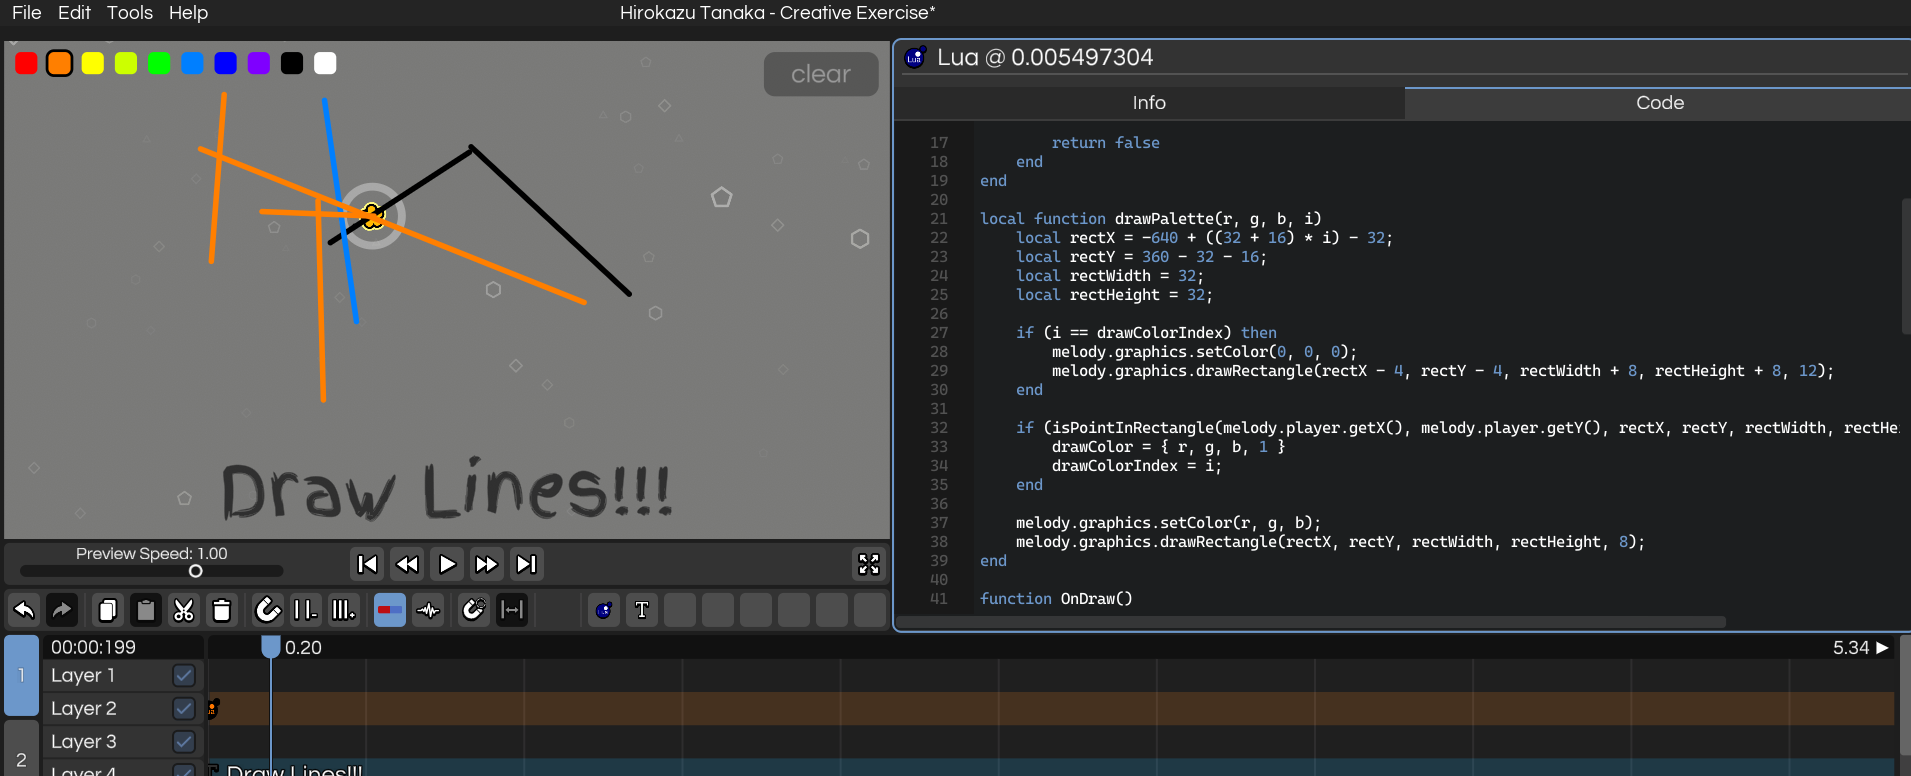 File Edit Tools Help
Hirokazu Tanaka - Creative Exercise*
clear
Draw Lines!!!
Preview Speed: 1.00
Lua @ 0.005497304
Info Code
17 return false
18 end
19 end
20
21 local function drawPalette(r, g, b, i)
22 local rectX = -640 + ((32 + 16) * i) - 32;
23 local rectY = 360 - 32 - 16;
24 local rectWidth = 32;
25 local rectHeight = 32;
26
27 if (i == drawColorIndex) then
28 melody.graphics.setColor(0, 0, 0);
29 melody.graphics.drawRectangle(rectX - 4, rectY - 4, rectWidth + 8, rectHeight + 8, 12);
30 end
31
32 if (isPointInRectangle(melody.player.getX(), melody.player.getY(), rectX, rectY, rectWidth, rectHe
33 drawColor = { r, g, b, 1 }
34 drawColorIndex = i;
35 end
36
37 melody.graphics.setColor(r, g, b);
38 melody.graphics.drawRectangle(rectX, rectY, rectWidth, rectHeight, 8);
39 end
40
41 function OnDraw()
T
00:00:199 0.20 5.34
1
Layer 1
Layer 2
Layer 3
2
Layer 4
Draw Lines!!!